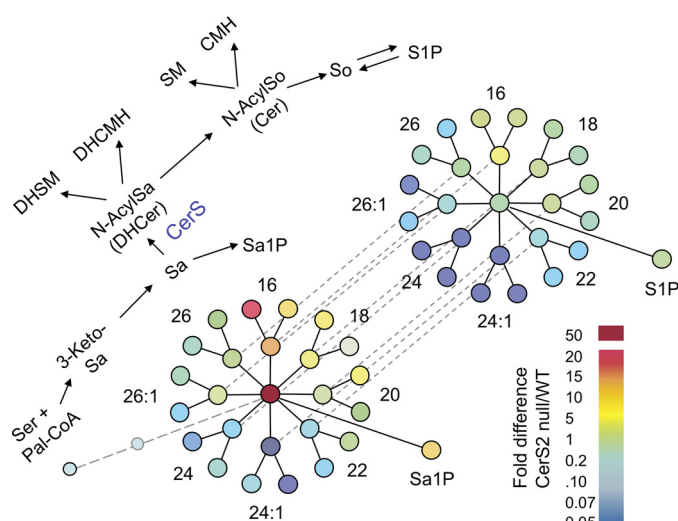 CMH
SM
So
S1P
N-AcylSo
(Cer)
DHCMH
DHSM
N-AcylSa
(DHCer)
CerS
Sa
Sa1P
3-Keto-
Sa
Ser +
Pal-CoA
16
18
20
22
24:1
24
26:1
26
S1P
16
18
20
22
24:1
24
26:1
26
Sa1P
Fold difference
CerS2 null/WT
50
20
15
10
5
1
0.2
.10
0.07
0.05